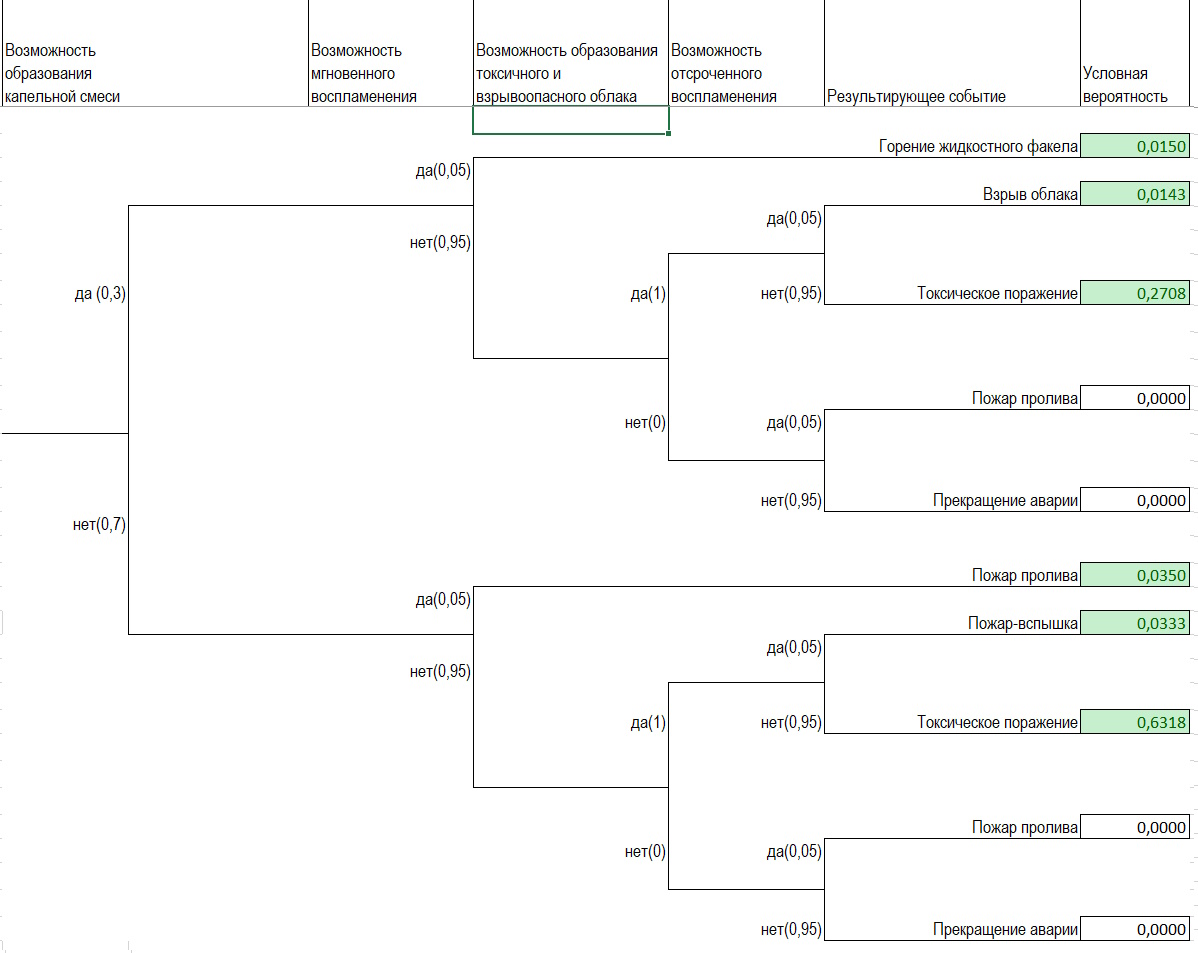 Возможность
образования
капельной смеси
Возможность
мгновенного
воспламенения
Возможность образования
токсичного и
взрывоопасного облака
Возможность
отсроченного
воспламенения
Результирующее событие
Условная
вероятность
Горение жидкостного факела 0,0150
да(0,05)
Взрыв облака 0,0143
да(0,05)
нет(0,95)
да (0,3)
да(1)
нет(0,95)
Токсическое поражение 0,2708
Пожар пролива 0,0000
нет(0)
да(0,05)
нет(0,95)
Прекращение аварии 0,0000
нет(0,7)
Пожар пролива 0,0350
да(0,05)
Пожар-вспышка 0,0333
да(0,05)
нет(0,95)
да(1)
нет(0,95)
Токсическое поражение 0,6318
Пожар пролива 0,0000
нет(0)
да(0,05)
нет(0,95)
Прекращение аварии 0,0000